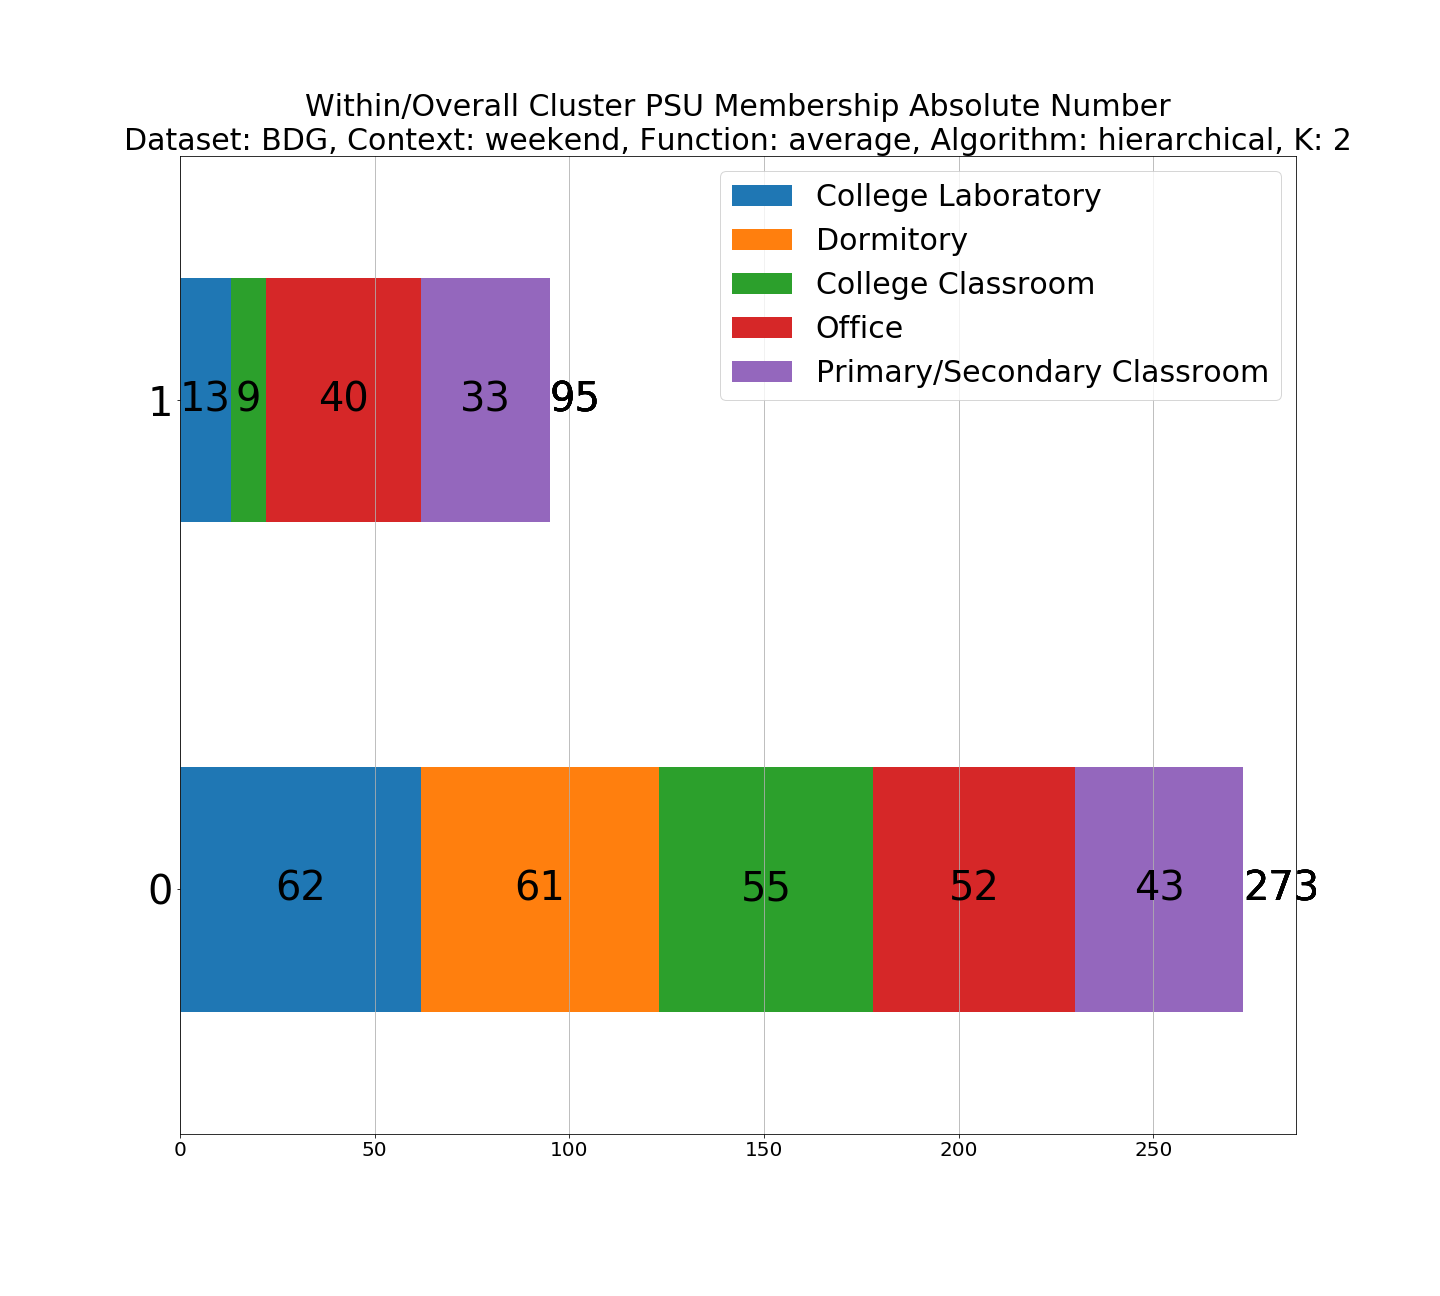 Within/Overall Cluster PSU Membership Absolute Number
Dataset: BDG, Context: weekend, Function: average, Algorithm: hierarchical, K: 2
College Laboratory
Dormitory
College Classroom
Office
Primary/Secondary Classroom
1 13 9 40 33 95
0 62 61 55 52 43 273
0 50 100 150 200 250